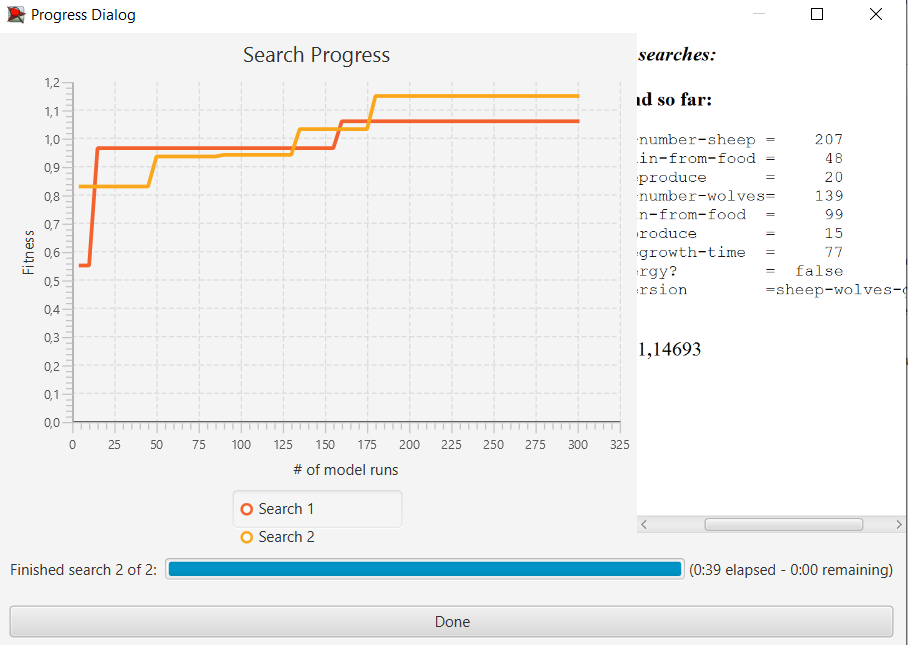 Progress Dialog
Search Progress
1,2
1,1
1,0
0,9
0,8
0,7
0,6
0,5
0,4
0,3
0,2
0,1
0,0
Fitness
0 25 50 75 100 125 150 175 200 225 250 275 300 325
# of model runs
Search 1
Search 2
searches:
nd so far:
number-sheep = 207
in-from-food = 48
eproduce = 20
number-wolves= 139
n-from-food = 99
roduce = 15
growth-time = 77
rgy? = false
rsion =sheep-wolves-
1,14693
Finished search 2 of 2:
(0:39 elapsed - 0:00 remaining)
Done